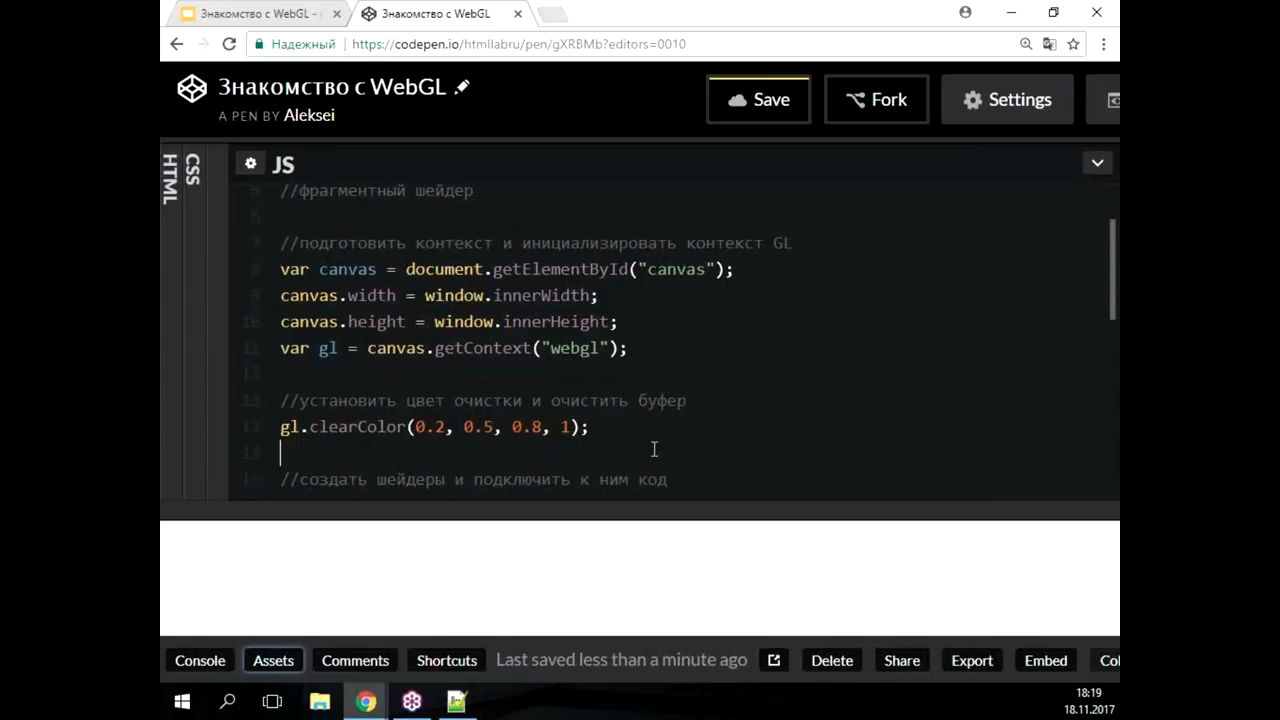 Знакомство с WebGL -
Знакомство с WebGL
Надежный
https://codepen.io/htmllabru/pen/gXRBMb?editors=0010
Знакомство с WebGL
A PEN BY Aleksei
Save
Fork
Settings
HTML
CSS
JS
//фрагментный шейдер
//подготовить контекст и инициализировать контекст GL
var canvas = document.getElementById("canvas");
canvas.width = window.innerWidth;
canvas.height = window.innerHeight;
var gl = canvas.getContext("webgl");
//установить цвет очистки и очистить буфер
gl.clearColor(0.2, 0.5, 0.8, 1);
//создать шейдеры и подключить к ним код
Console
Assets
Comments
Shortcuts
Last saved less than a minute ago
Delete
Share
Export
Embed
Col
18:19
18.11.2017